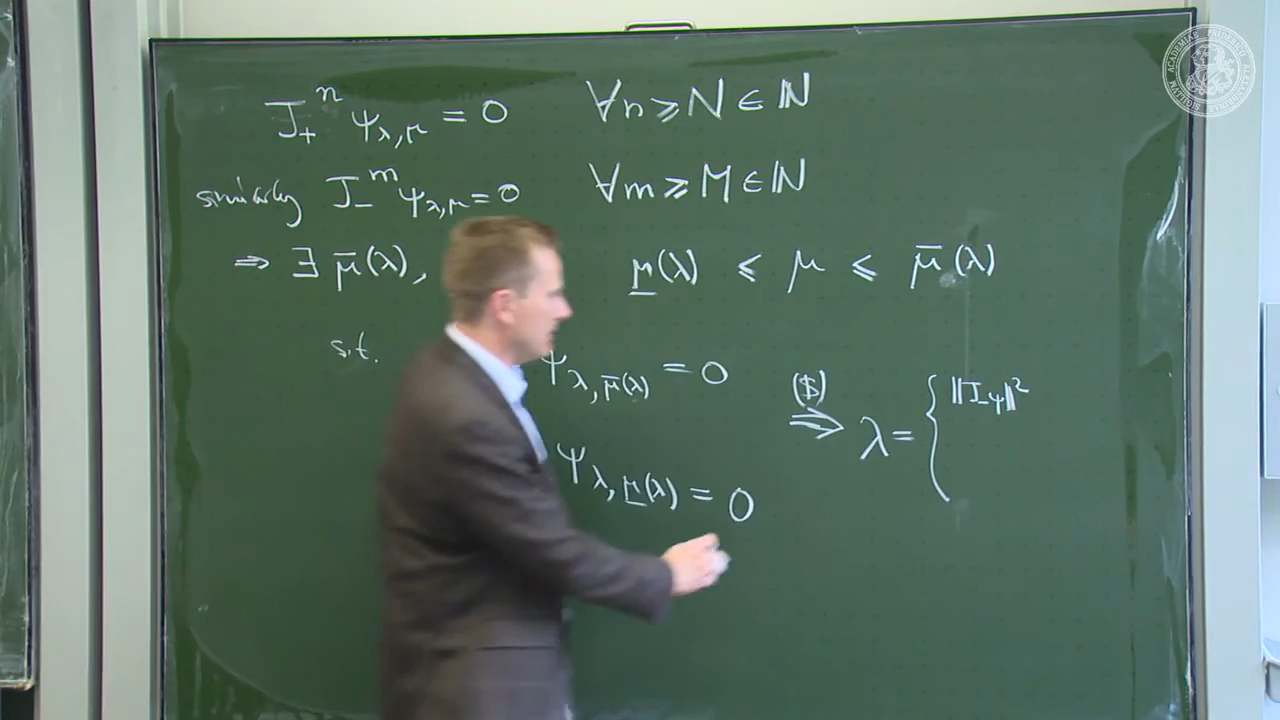 J₊ⁿ ψ_{λ,μ} = 0 ∀n ⩾ N ∈ ℕ
similarly J₋ᵐ ψ_{λ,μ} = 0 ∀m ⩾ M ∈ ℕ
⇒ ∃ μ̄(λ), μ̲(λ) ⩽ μ ⩽ μ̄(λ)
s.t. ψ_{λ,μ̄(λ)} = 0 ($) ⇒ λ = { ‖J₋ψ‖²
ψ_{λ,μ̲(λ)} = 0